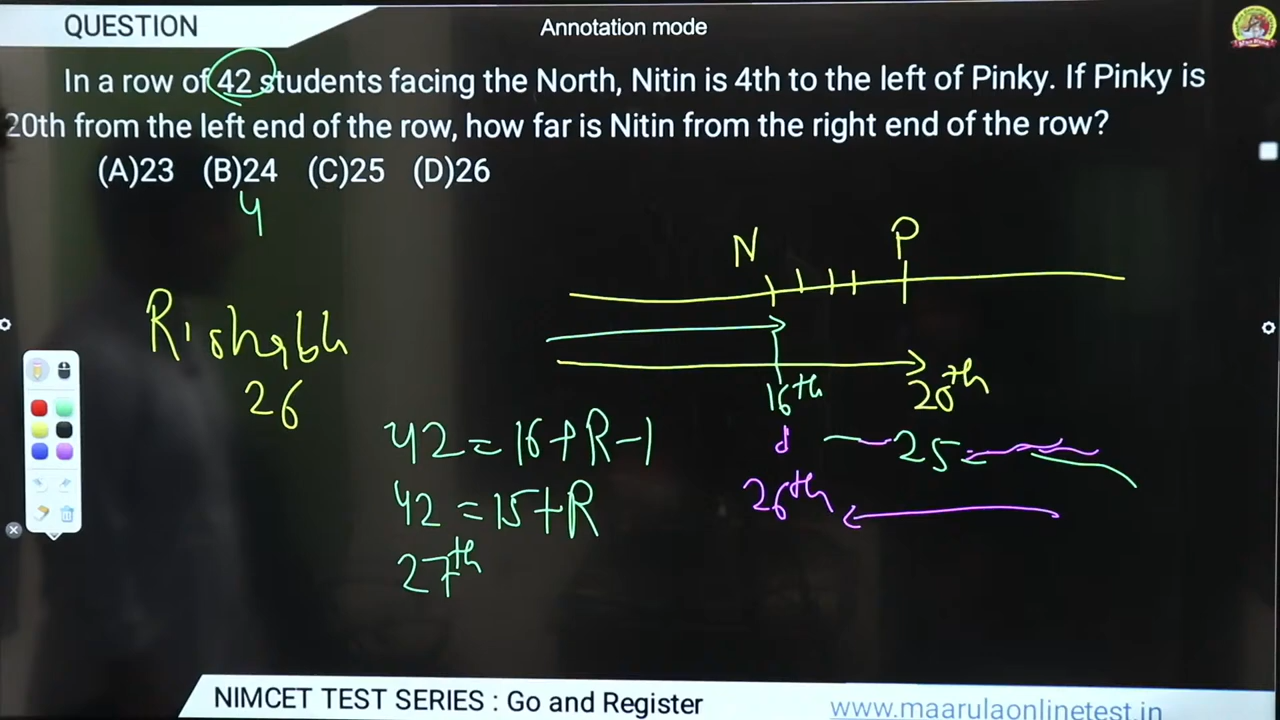 QUESTION
Annotation mode
In a row of 42 students facing the North, Nitin is 4th to the left of Pinky. If Pinky is
20th from the left end of the row, how far is Nitin from the right end of the row?
(A)23 (B)24 (C)25 (D)26
4
N P
Rishabh
26
16th 20th
42 = 16+R-1
25
42 = 15+R
26th
27th
NIMCET TEST SERIES : Go and Register
www.maarulaonlinetest.in